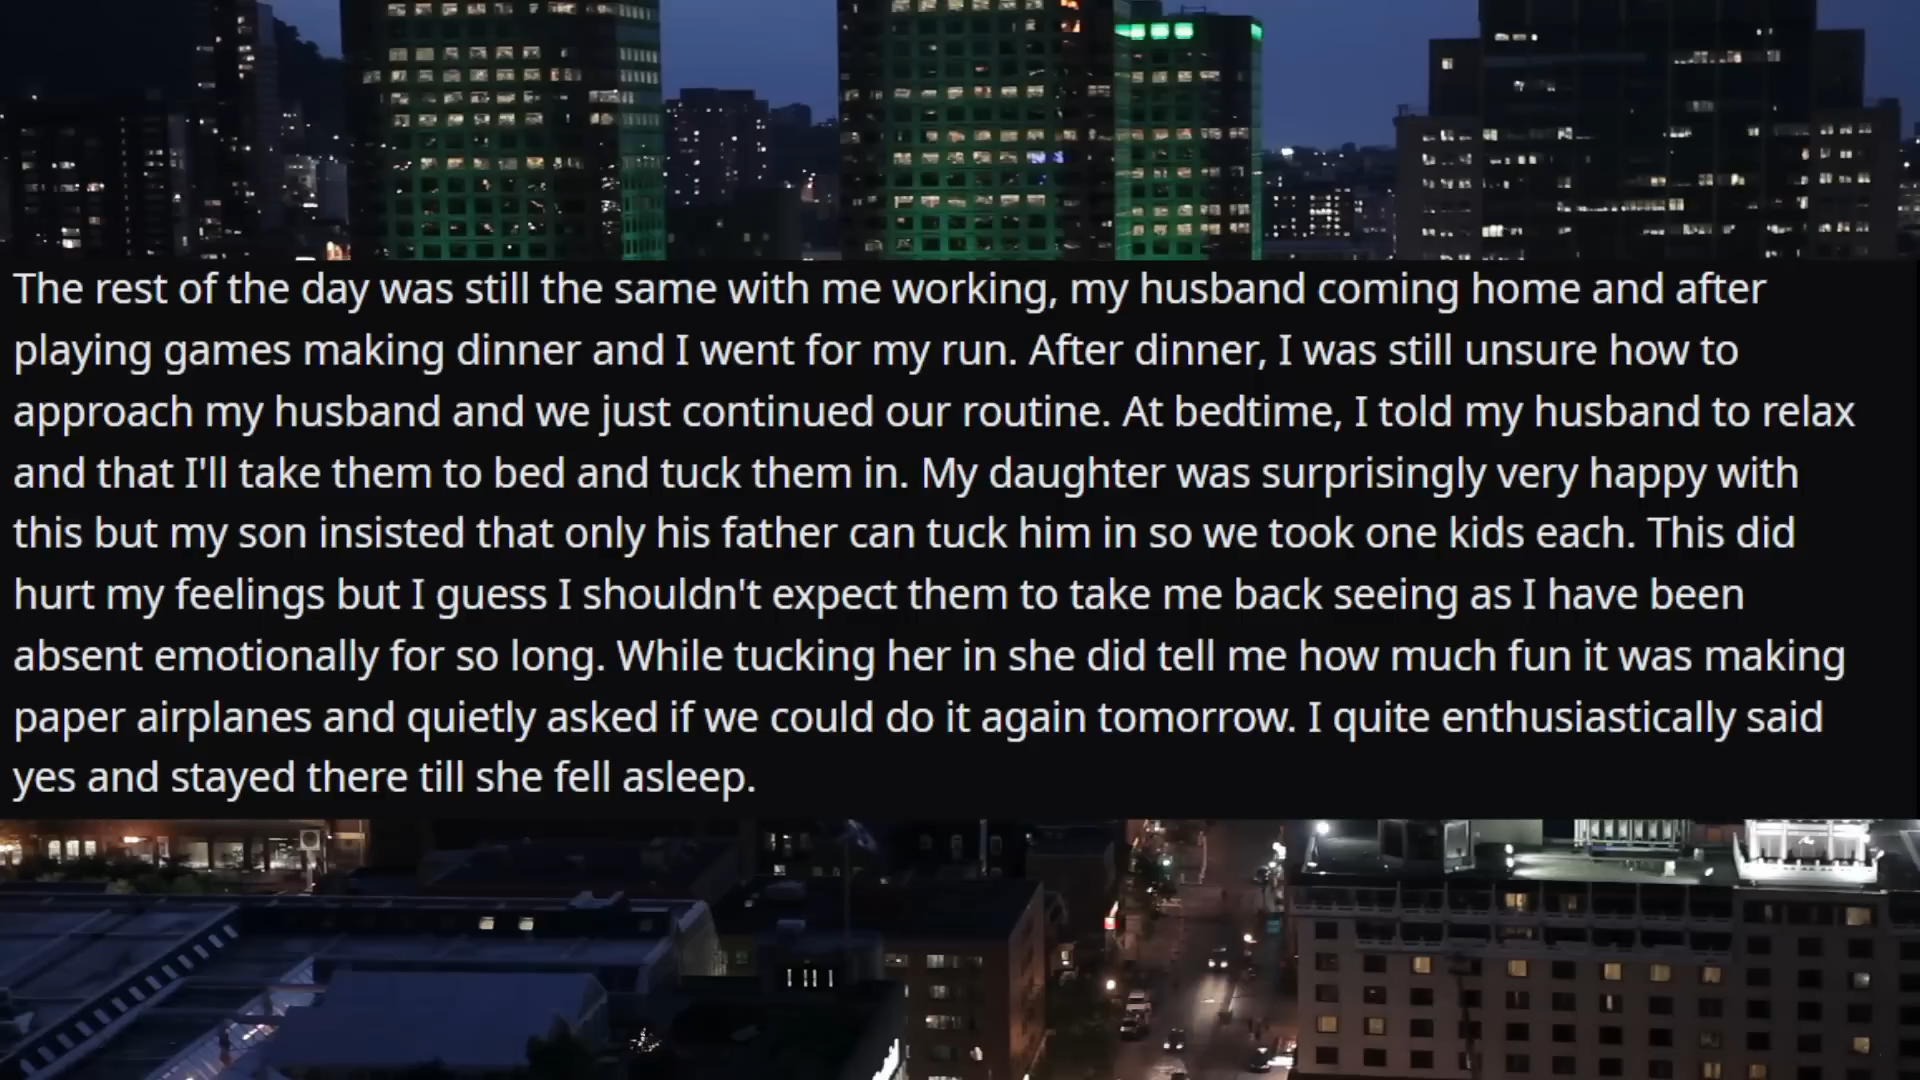 The rest of the day was still the same with me working, my husband coming home and after
playing games making dinner and I went for my run. After dinner, I was still unsure how to
approach my husband and we just continued our routine. At bedtime, I told my husband to relax
and that I'll take them to bed and tuck them in. My daughter was surprisingly very happy with
this but my son insisted that only his father can tuck him in so we took one kids each. This did
hurt my feelings but I guess I shouldn't expect them to take me back seeing as I have been
absent emotionally for so long. While tucking her in she did tell me how much fun it was making
paper airplanes and quietly asked if we could do it again tomorrow. I quite enthusiastically said
yes and stayed there till she fell asleep.